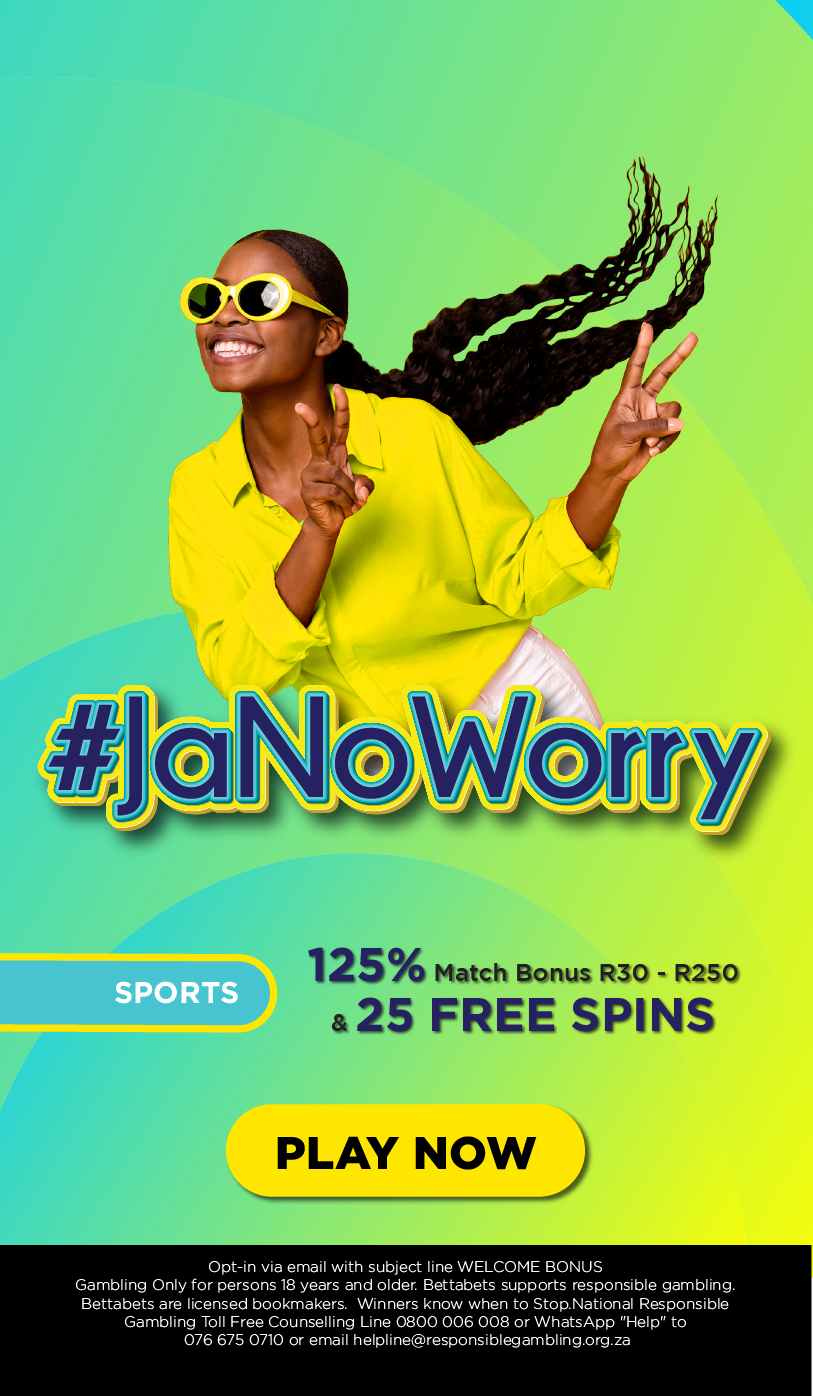 #JaNoWorry
SPORTS
125% Match Bonus R30 - R250
& 25 FREE SPINS
PLAY NOW
Opt-in via email with subject line WELCOME BONUS
Gambling Only for persons 18 years and older. Bettabets supports responsible gambling.
Bettabets are licensed bookmakers.  Winners know when to Stop.National Responsible
Gambling Toll Free Counselling Line 0800 006 008 or WhatsApp "Help" to
076 675 0710 or email helpline@responsiblegambling.org.za